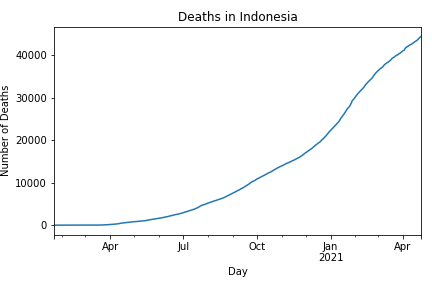 Deaths in Indonesia
Number of Deaths
40000
30000
20000
10000
0
Apr
Jul
Oct
Jan
2021
Apr
Day